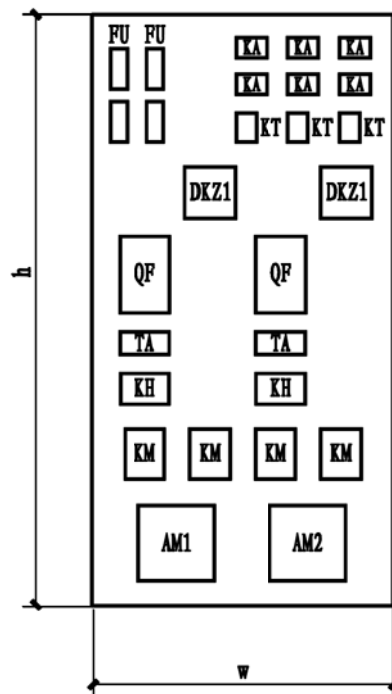 FU FU
KA KA KA
KA KA KA
KT KT KT
DKZ1 DKZ1
QF QF
TA TA
KH KH
KM KM KM KM
AM1 AM2
h
w